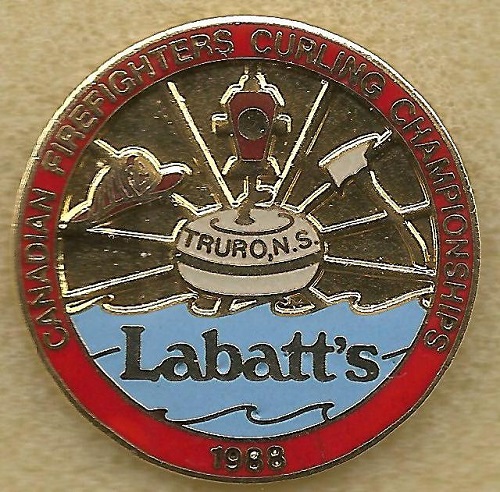 CANADIAN FIREFIGHTERS CURLING CHAMPIONSHIPS
TRURO, N.S.
Labatt's
1988